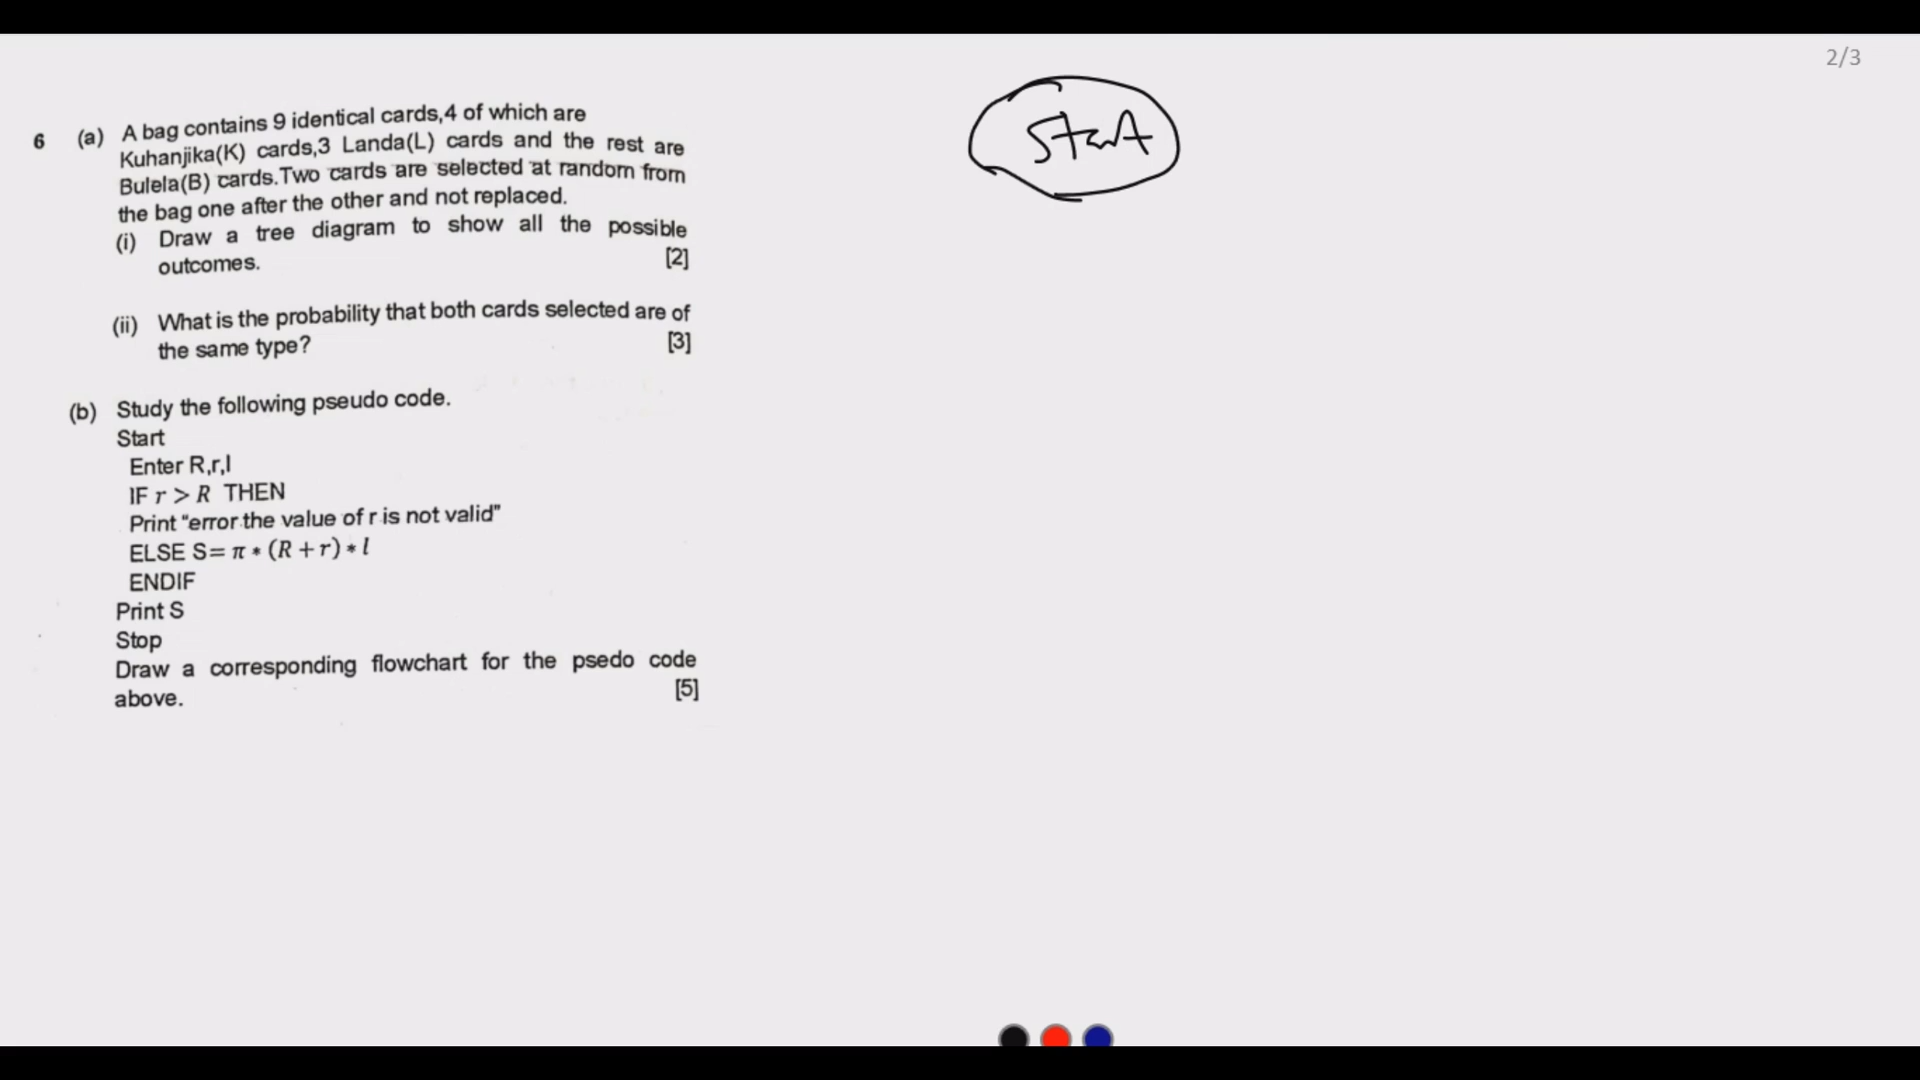 2/3
6 (a) A bag contains 9 identical cards,4 of which are
Kuhanjika(K) cards,3 Landa(L) cards and the rest are
Bulela(B) cards.Two cards are selected at random from
the bag one after the other and not replaced.
(i) Draw a tree diagram to show all the possible
outcomes. [2]
(ii) What is the probability that both cards selected are of
the same type? [3]
(b) Study the following pseudo code.
Start
Enter R,r,l
IF r > R THEN
Print “error the value of r is not valid”
ELSE S= π * (R + r) * l
ENDIF
Print S
Stop
Draw a corresponding flowchart for the psedo code
above. [5]
Start